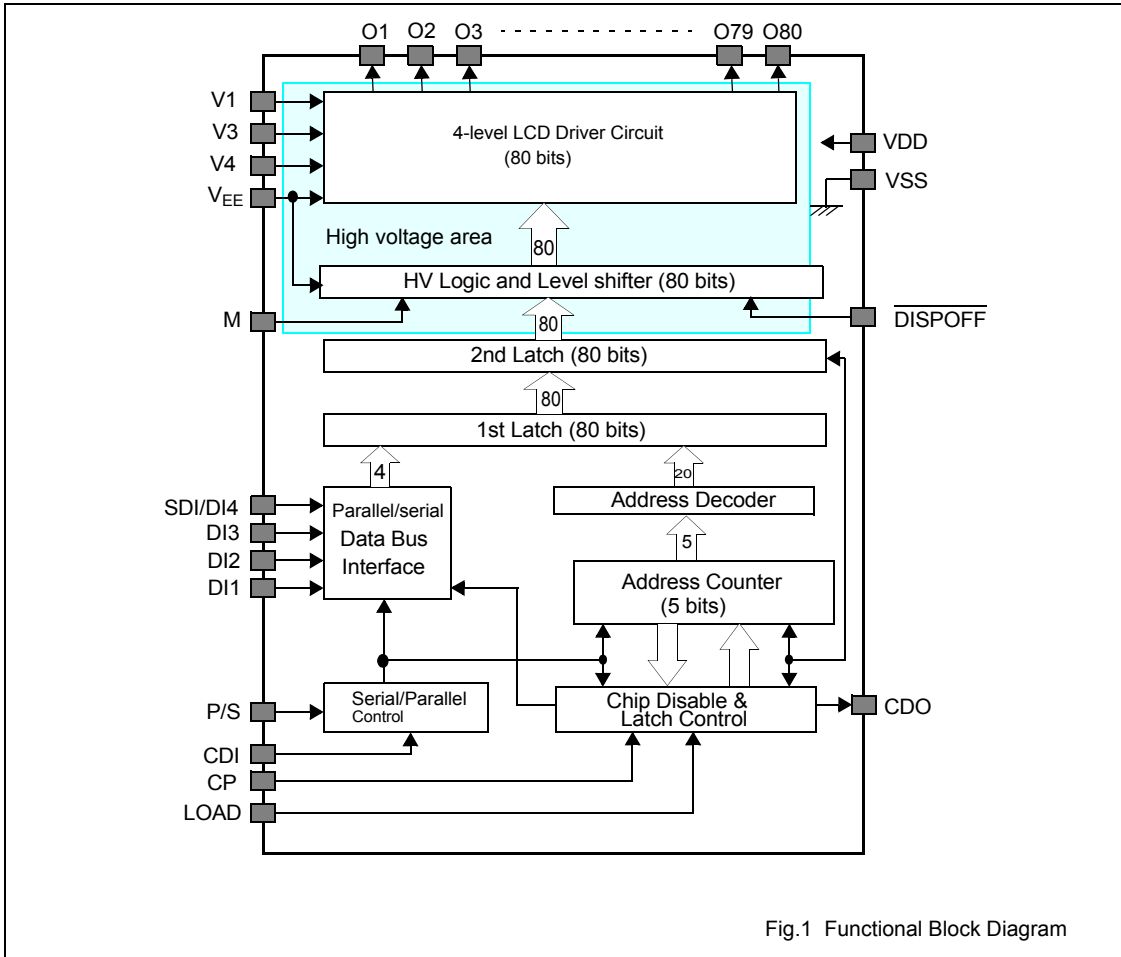 O1 O2 O3 O79 O80
V1
V3
V4
VEE
4-level LCD Driver Circuit
(80 bits)
VDD
VSS
High voltage area
80
HV Logic and Level shifter (80 bits)
M
DISPOFF
80
2nd Latch (80 bits)
80
1st Latch (80 bits)
4
20
SDI/DI4
DI3
DI2
DI1
Parallel/serial
Data Bus
Interface
Address Decoder
5
Address Counter
(5 bits)
P/S
CDI
CP
LOAD
Serial/Parallel
Control
Chip Disable &
Latch Control
CDO
Fig.1 Functional Block Diagram